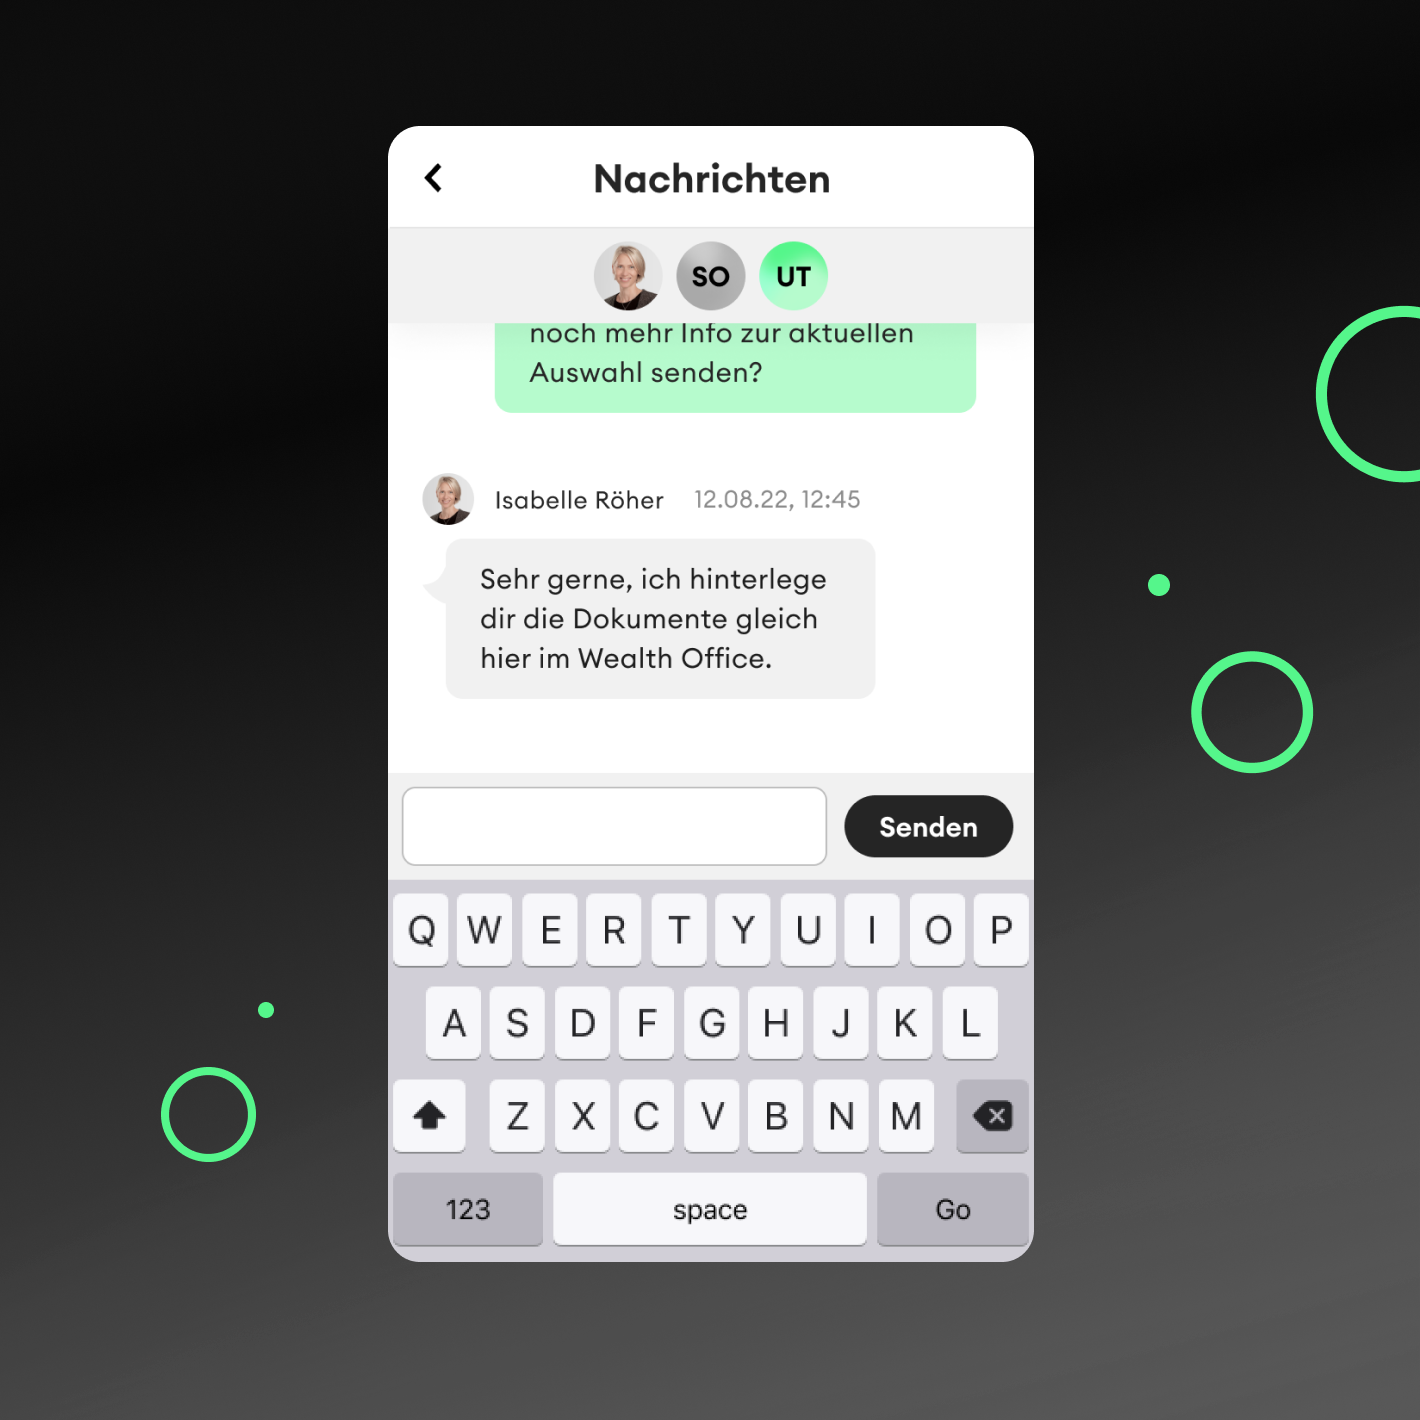 Nachrichten
SO UT
noch mehr Info zur aktuellen
Auswahl senden?
Isabelle Röher 12.08.22, 12:45
Sehr gerne, ich hinterlege
dir die Dokumente gleich
hier im Wealth Office.
Senden
Q W E R T Y U I O P
A S D F G H J K L
Z X C V B N M
123 space Go